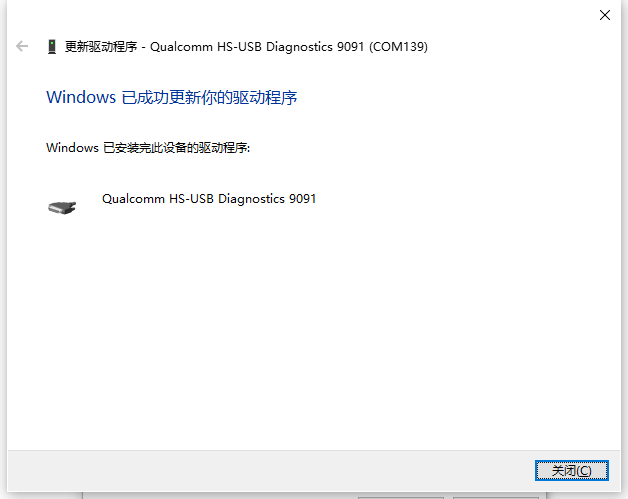 更新驱动程序 - Qualcomm HS-USB Diagnostics 9091 (COM139)
Windows 已成功更新你的驱动程序
Windows 已安装完此设备的驱动程序:
Qualcomm HS-USB Diagnostics 9091
关闭(C)